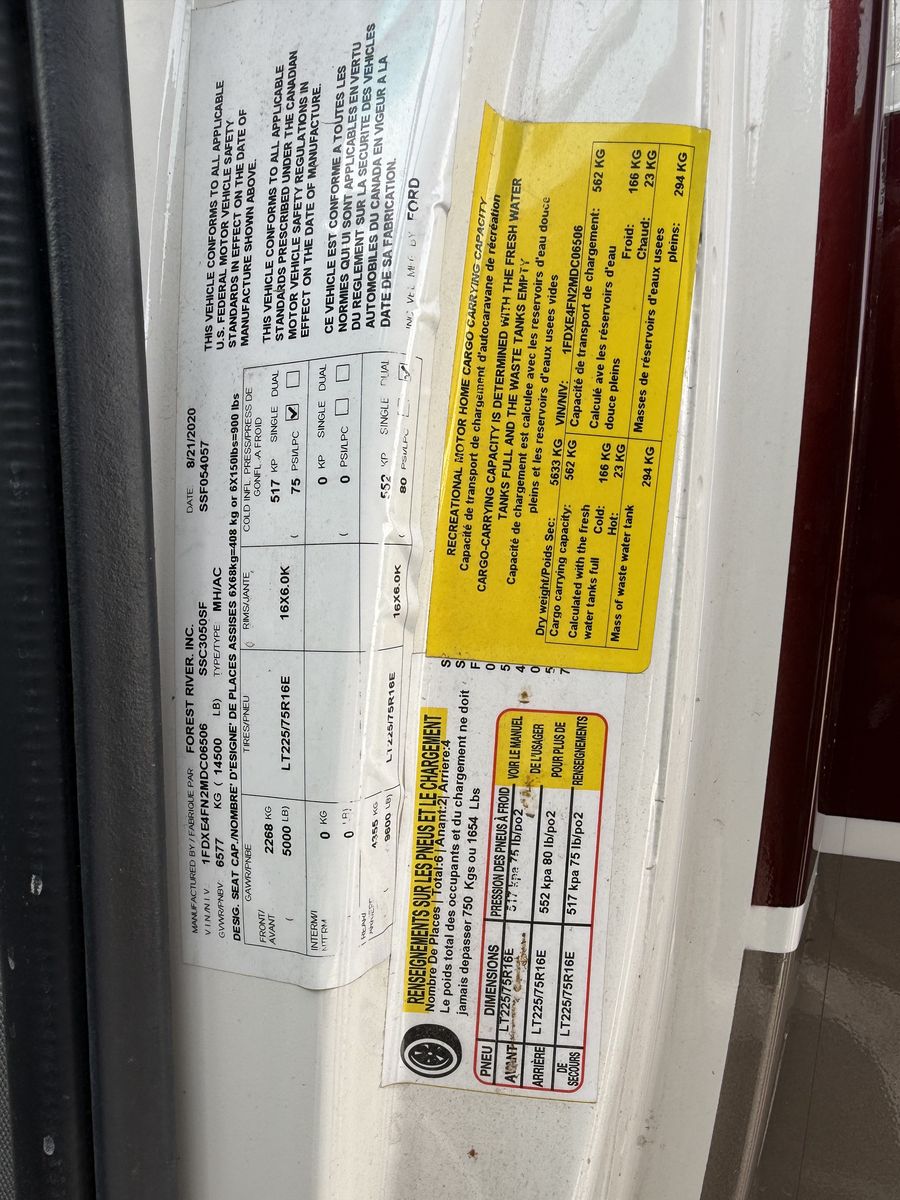 MANUFACTURED BY / FABRIQUE PAR FOREST RIVER, INC. DATE 8/21/2020
V.I.N/N.I.V 1FDXE4FN2MDC06506 SSC3050SF SSF054057
GVWR/PNBV: 6577 KG ( 14500 LB) TYPE/TYPE MH/AC
DESIG. SEAT CAP./NOMBRE' D'ESIGNE' DE PLACES ASSISES 6X68kg=408 kg or 6X150lbs=900 lbs
GAWR/PNBE TIRES/PNEU RIMS/JANTE COLD INFL. PRESS/PRESS DE
GONFL. A FROID
FRONT/ 2268 KG LT225/75R16E 16X6.0K 517 KP SINGLE DUAL
AVANT ( 5000 LB) ( 75 PSI/LPC
INTERM/ 0 KG 0 KP SINGLE DUAL
0 ( 0 PSI/LPC
4355 KG LT225/75R16E 16X6.0K 552 KP SINGLE DUAL
( 9600 LB) ( 80 PSI/LPC
THIS VEHICLE CONFORMS TO ALL APPLICABLE
U.S. FEDERAL MOTOR VEHICLE SAFETY
STANDARDS IN EFFECT ON THE DATE OF
MANUFACTURE SHOWN ABOVE.
THIS VEHICLE CONFORMS TO ALL APPLICABLE
STANDARDS PRESCRIBED UNDER THE CANADIAN
MOTOR VEHICLE SAFETY REGULATIONS IN
EFFECT ON THE DATE OF MANUFACTURE.
CE VEHICLE EST CONFORME A TOUTES LES
NORMIES QUI UI SONT APPLICABLES EN VERTU
DU REGLEMENT SUR LA SECURITE DES VEHICLES
AUTOMOBILES DU CANADA EN VIGEUR A LA
DATE DE SA FABRICATION.
BY FORD
RENSEIGNEMENTS SUR LES PNEUS ET LE CHARGEMENT
Nombre De Places | Total:6 | Anant:2| Arriere:4
Le poids total des occupants et du chargement ne doit
jamais depasser 750 Kgs ou 1654 Lbs
PNEU DIMENSIONS PRESSION DES PNEUS À FROID VOIR LE MANUEL
AVANT LT225/75R16E 517 kpa 75 lb/po2 DE L'USAGER
ARRIÈRE LT225/75R16E 552 kpa 80 lb/po2 POUR PLUS DE
DE SECOURS LT225/75R16E 517 kpa 75 lb/po2 RENSEIGNEMENTS
RECREATIONAL MOTOR HOME CARGO CARRYING CAPACITY
Capacité de transport de chargement d'autocaravane de récréation
CARGO-CARRYING CAPACITY IS DETERMINED WITH THE FRESH WATER
TANKS FULL AND THE WASTE TANKS EMPTY
Capacité de chargement est calculee avec les reservoirs d'eau douce
pleins et les reservoirs d'eaux usees vides
Dry weight/Poids Sec: 5633 KG VIN/NIV: 1FDXE4FN2MDC06506
Cargo carrying capacity: 562 KG
Calculated with the fresh
water tanks full Cold: 166 KG
Hot: 23 KG
Mass of waste water tank 294 KG
Capacité de transport de chargement: 562 KG
Calculé ave les réservoirs d'eau
douce pleins Froid: 166 KG
Chaud: 23 KG
Masses de réservoirs d'eaux usees
pleins: 294 KG